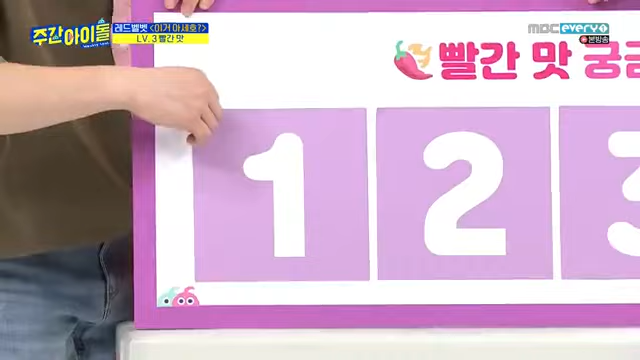 주간아이돌
레드벨벳 <이거 아세호?>
LV. 3 빨간 맛
MBC every1
본방송
빨간 맛 궁금
1 2 3